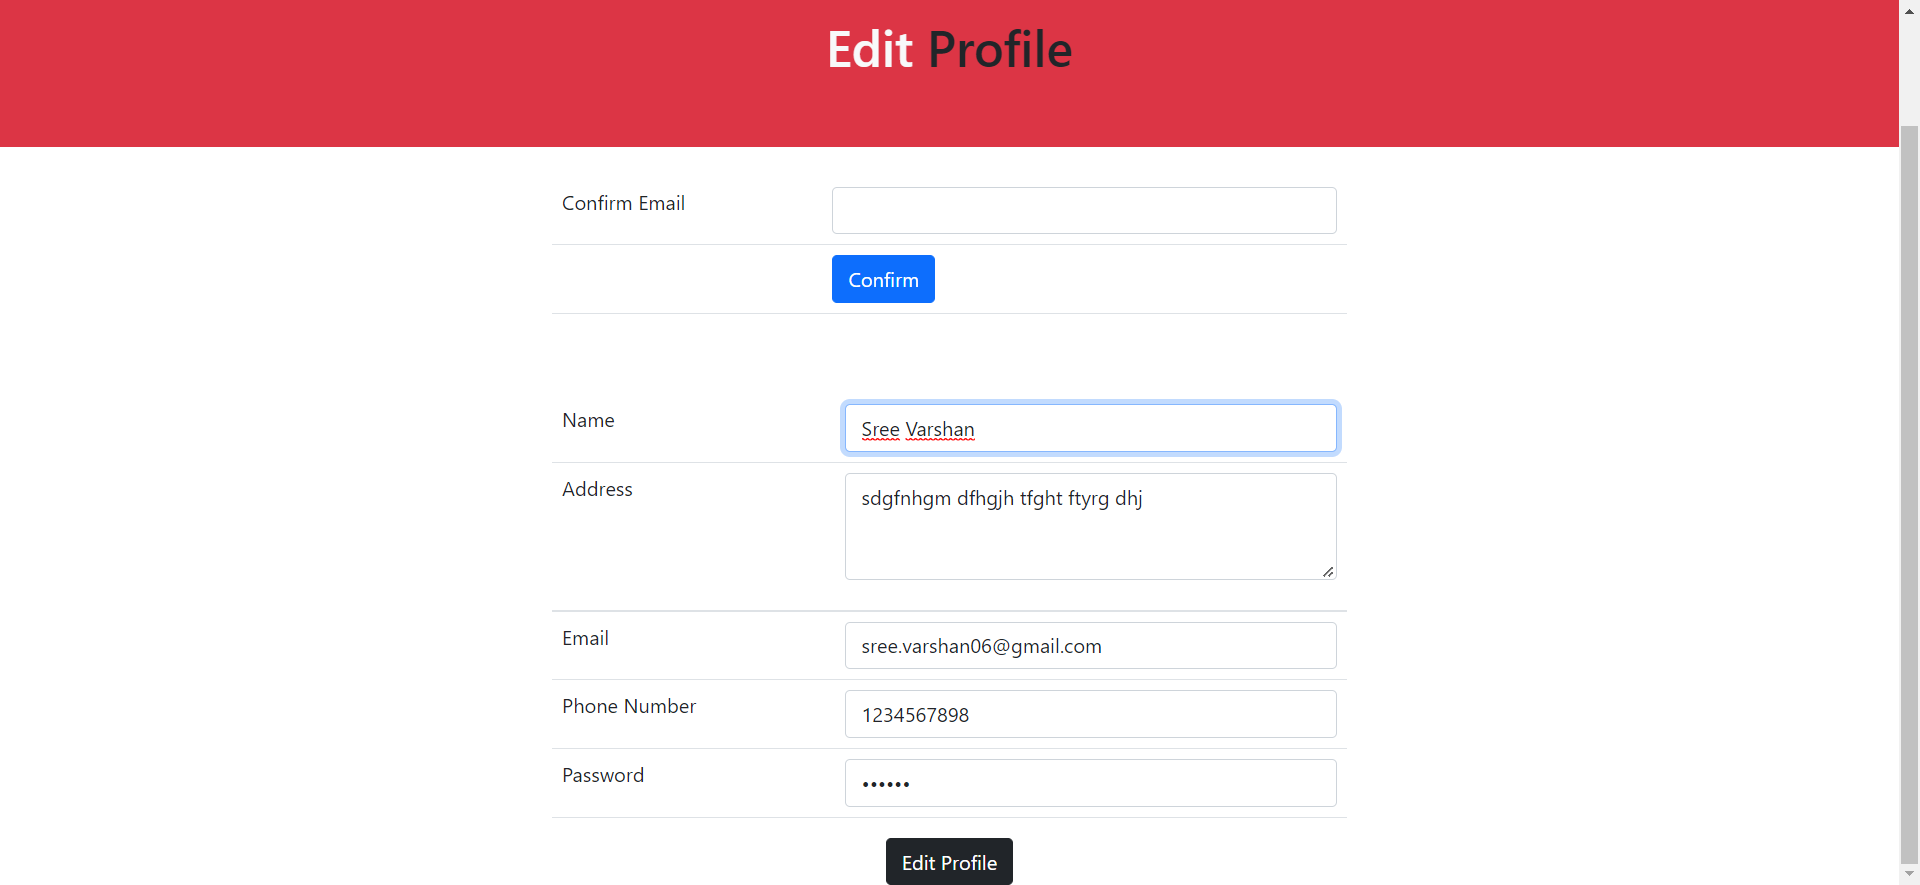 Edit Profile
Confirm Email
Confirm
Name Sree Varshan
Address sdgfnhgm dfhgjh tfght ftyrg dhj
Email sree.varshan06@gmail.com
Phone Number 1234567898
Password ••••••
Edit Profile